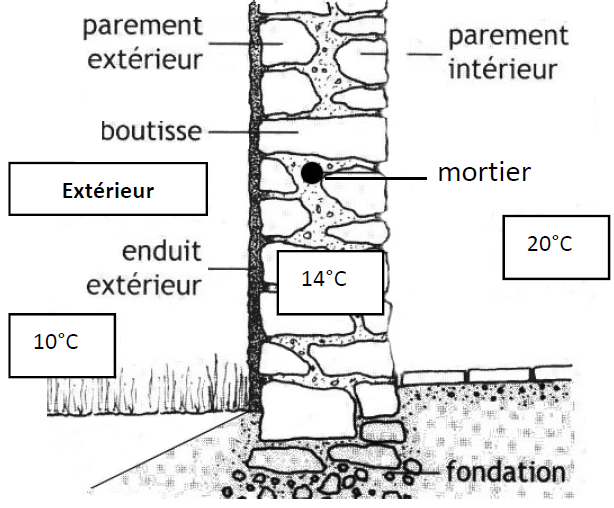 parement
extérieur
parement
intérieur
boutisse
mortier
Extérieur
20°C
enduit
extérieur
14°C
10°C
fondation